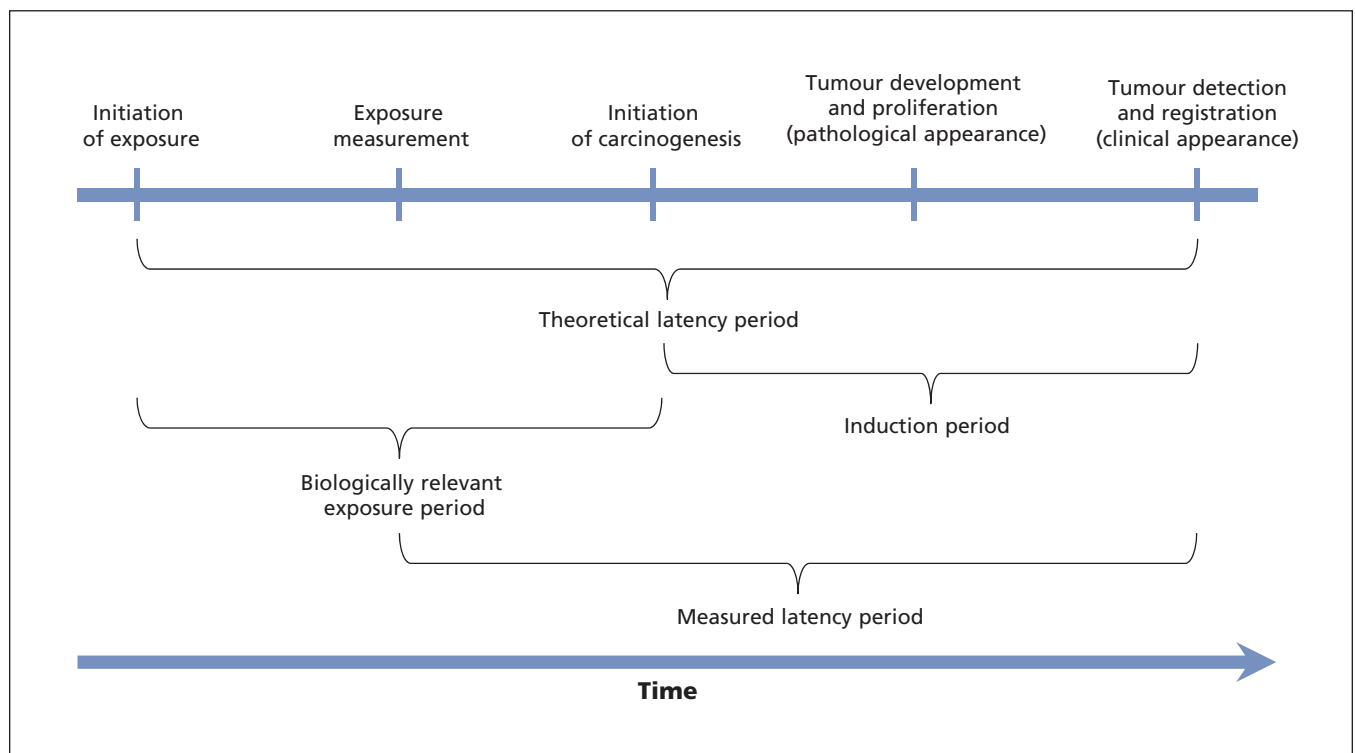 Initiation
of exposure
Exposure
measurement
Initiation
of carcinogenesis
Tumour development
and proliferation
(pathological appearance)
Tumour detection
and registration
(clinical appearance)
Theoretical latency period
Induction period
Biologically relevant
exposure period
Measured latency period
Time